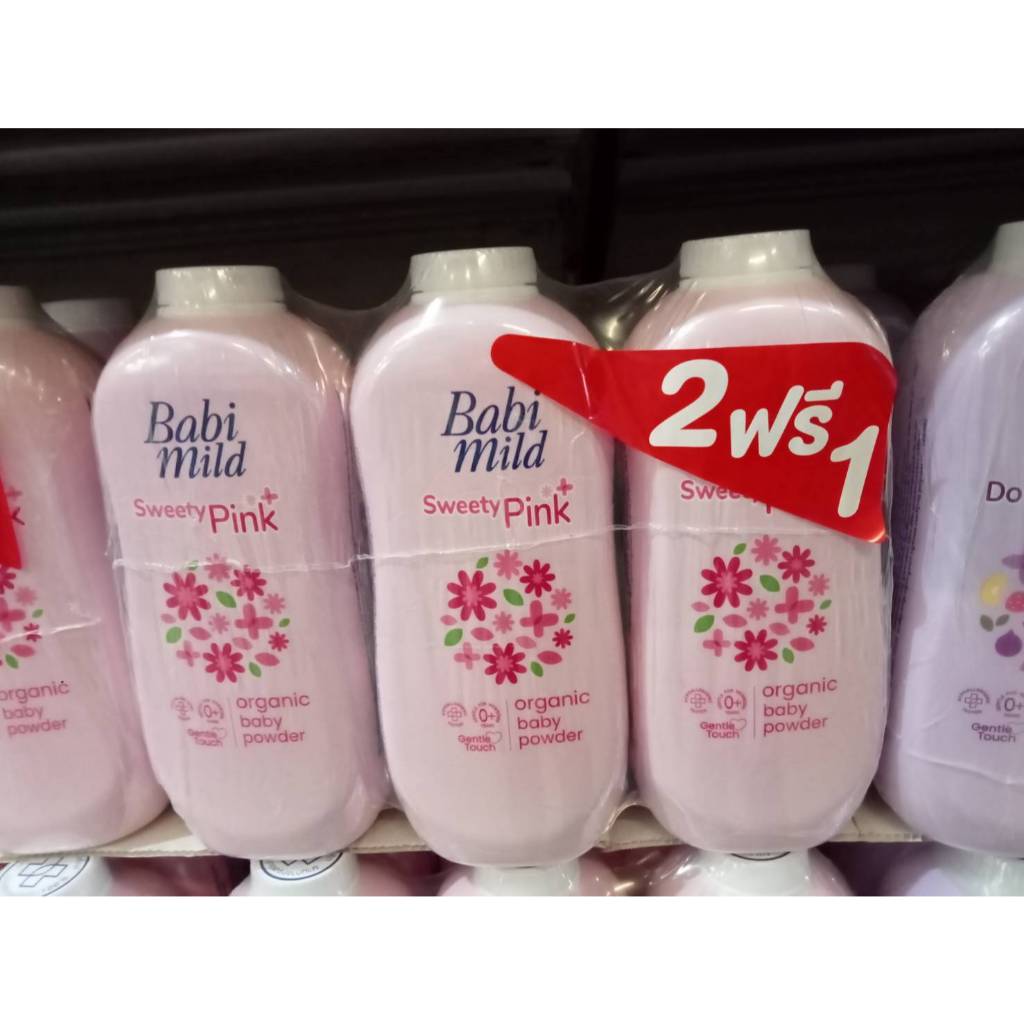 Babi
mild
Sweety Pink
organic
baby
powder
0+
Gentle
Touch
Babi
mild
Sweety Pink
organic
baby
powder
0+
Gentle
Touch
2 ฟรี 1
organic
baby
powder
0+
Gentle
Touch
organic
baby
powder
Do
0+
Gentle
Touch